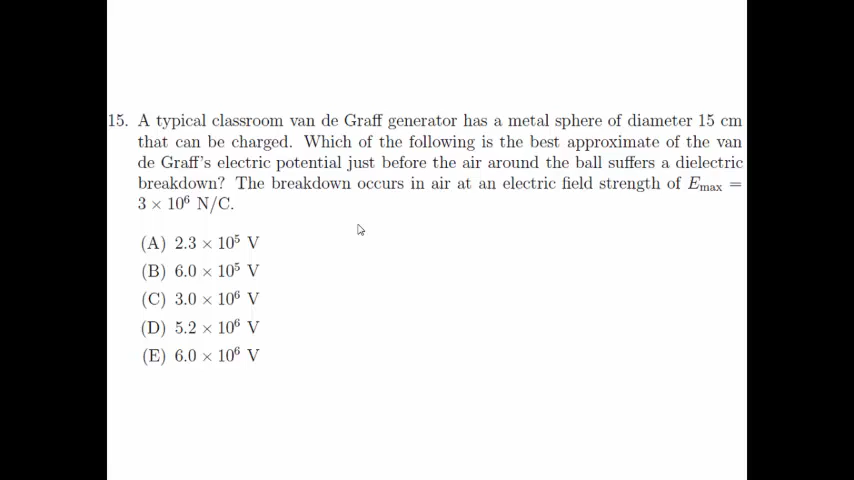 15. A typical classroom van de Graff generator has a metal sphere of diameter 15 cm
that can be charged. Which of the following is the best approximate of the van
de Graff's electric potential just before the air around the ball suffers a dielectric
breakdown? The breakdown occurs in air at an electric field strength of E_max =
3 × 10⁶ N/C.
(A) 2.3 × 10⁵ V
(B) 6.0 × 10⁵ V
(C) 3.0 × 10⁶ V
(D) 5.2 × 10⁶ V
(E) 6.0 × 10⁶ V